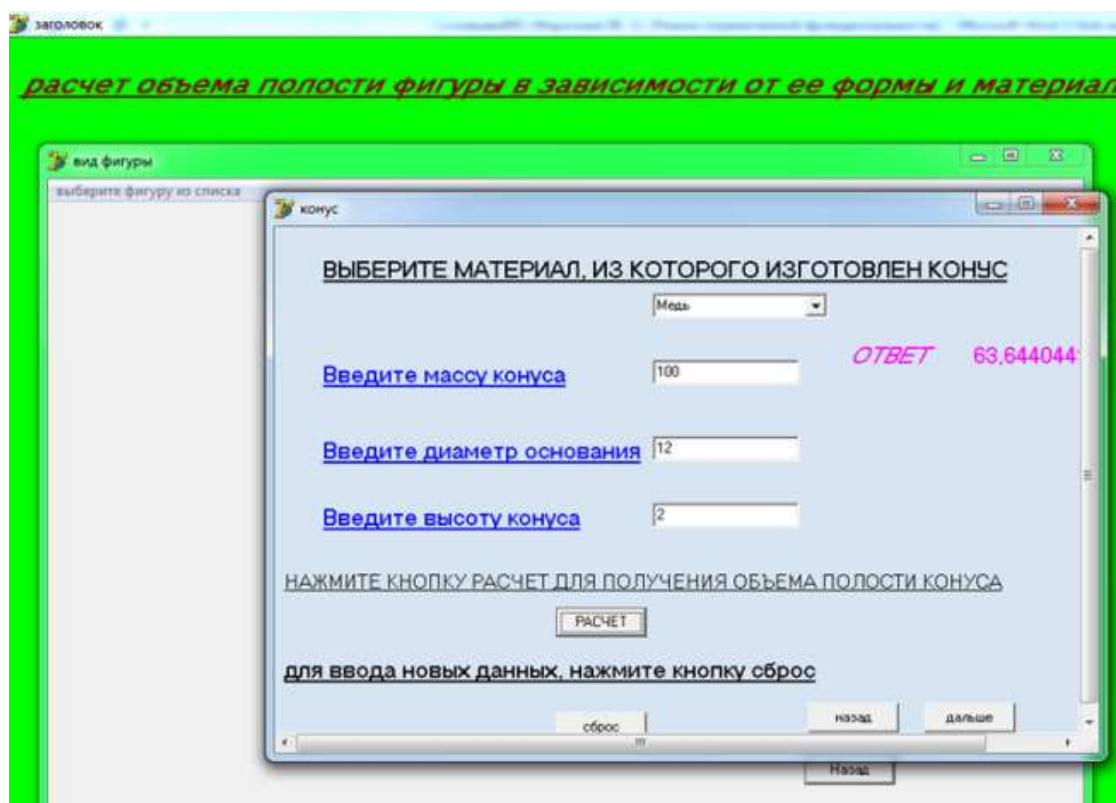 заголовок
расчет объема полости фигуры в зависимости от ее формы и материал
вид фигуры
выберите фигуру из списка
конус
ВЫБЕРИТЕ МАТЕРИАЛ, ИЗ КОТОРОГО ИЗГОТОВЛЕН КОНУС
Медь
ОТВЕТ 63,644044
Введите массу конуса 100
Введите диаметр основания 12
Введите высоту конуса 2
НАЖМИТЕ КНОПКУ РАСЧЕТ ДЛЯ ПОЛУЧЕНИЯ ОБЪЕМА ПОЛОСТИ КОНУСА
РАСЧЕТ
для ввода новых данных, нажмите кнопку сброс
сброс назад дальше
Назад